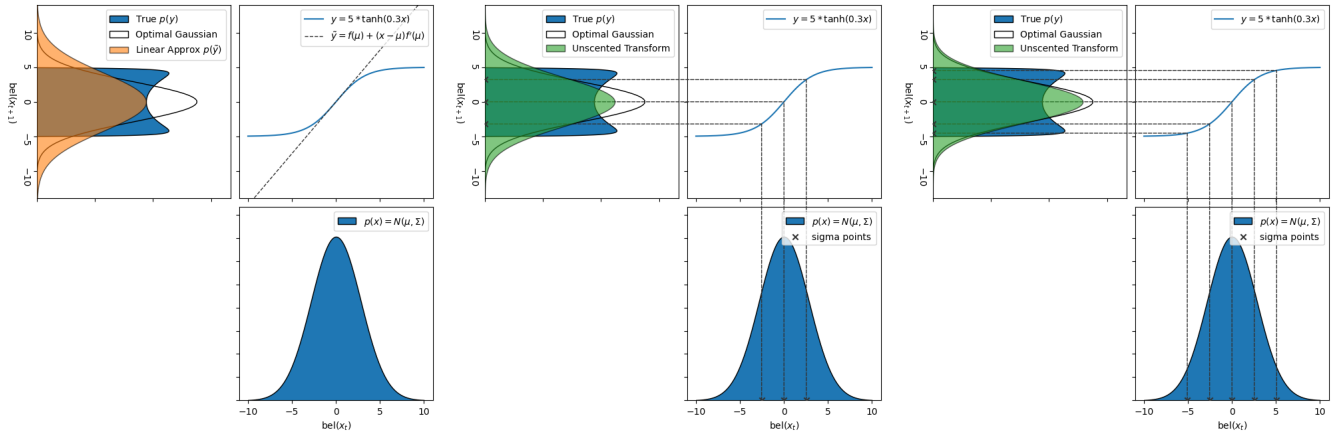 True p(y)
Optimal Gaussian
Linear Approx p(ỹ)
10
5
0
−5
−10
bel(x_{t+1})
y = 5 * tanh(0.3x)
ỹ = f(μ) + (x − μ)f'(μ)
p(x) = N(μ, Σ)
−10 −5 0 5 10
bel(x_t)
True p(y)
Optimal Gaussian
Unscented Transform
10
5
0
−5
−10
bel(x_{t+1})
y = 5 * tanh(0.3x)
p(x) = N(μ, Σ)
sigma points
−10 −5 0 5 10
bel(x_t)
True p(y)
Optimal Gaussian
Unscented Transform
10
5
0
−5
−10
bel(x_{t+1})
y = 5 * tanh(0.3x)
p(x) = N(μ, Σ)
sigma points
−10 −5 0 5 10
bel(x_t)